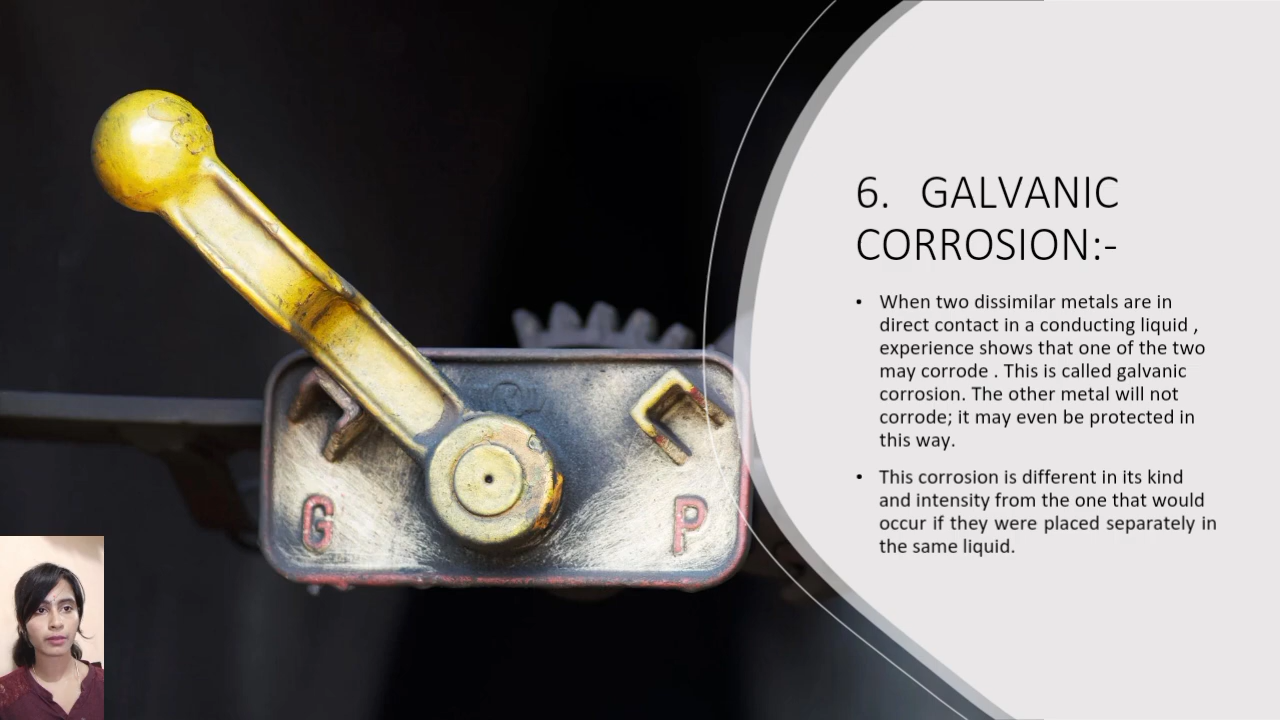 6. GALVANIC
CORROSION:-
• When two dissimilar metals are in
direct contact in a conducting liquid ,
experience shows that one of the two
may corrode . This is called galvanic
corrosion. The other metal will not
corrode; it may even be protected in
this way.
• This corrosion is different in its kind
and intensity from the one that would
occur if they were placed separately in
the same liquid.
G
P